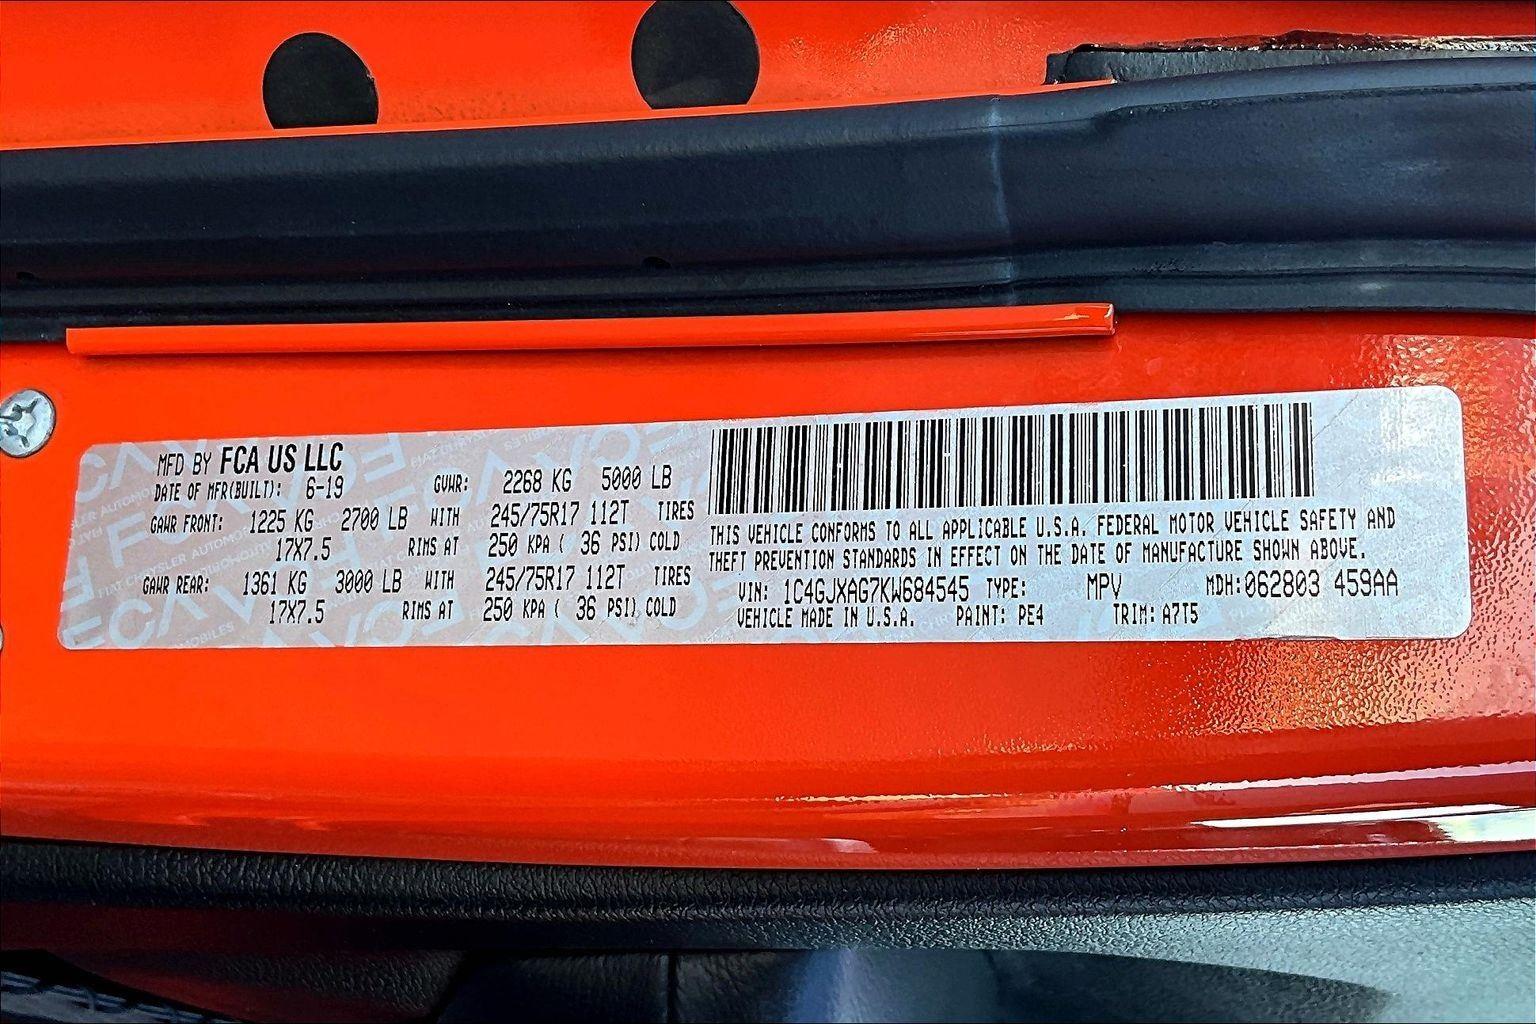 MFD BY FCA US LLC
DATE OF MFR(BUILT): 6-19 GVWR: 2268 KG 5000 LB
GAWR FRONT: 1225 KG 2700 LB WITH 245/75R17 112T TIRES
17X7.5 RIMS AT 250 KPA ( 36 PSI) COLD
GAWR REAR: 1361 KG 3000 LB WITH 245/75R17 112T TIRES
17X7.5 RIMS AT 250 KPA ( 36 PSI) COLD
THIS VEHICLE CONFORMS TO ALL APPLICABLE U.S.A. FEDERAL MOTOR VEHICLE SAFETY AND
THEFT PREVENTION STANDARDS IN EFFECT ON THE DATE OF MANUFACTURE SHOWN ABOVE.
VIN: 1C4GJXAG7KW684545 TYPE: MPV MDH:062803 459AA
VEHICLE MADE IN U.S.A. PAINT: PE4 TRIM: A7T5